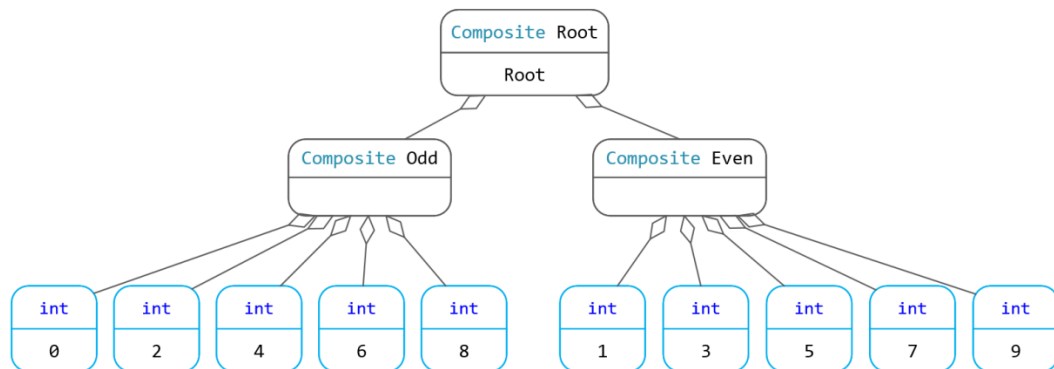 Composite Root
Root
Composite Odd
Composite Even
int int int int int int int int int int
0 2 4 6 8 1 3 5 7 9